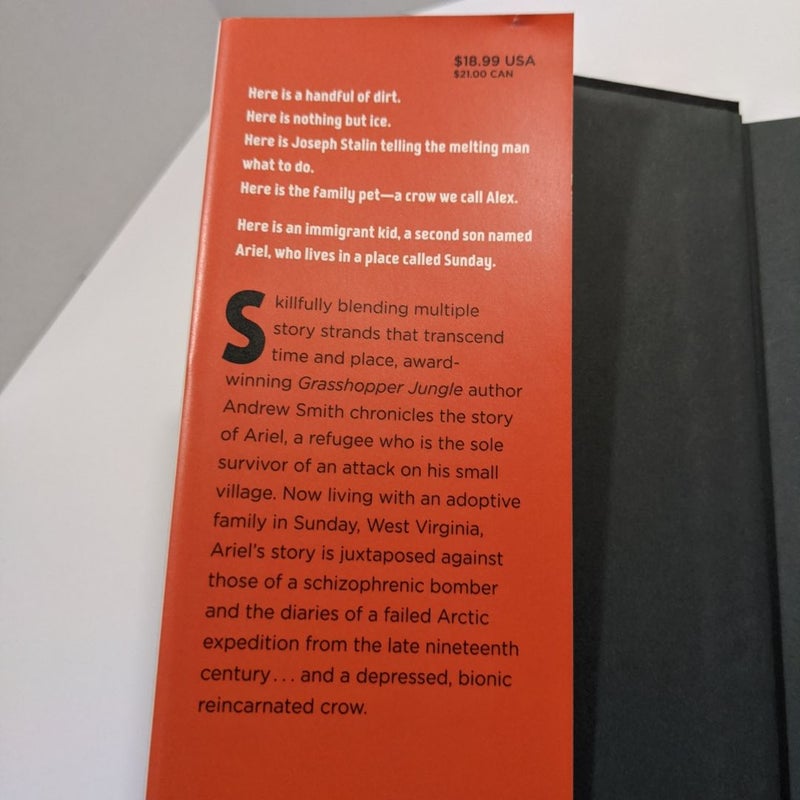 $18.99 USA
$21.00 CAN
Here is a handful of dirt.
Here is nothing but ice.
Here is Joseph Stalin telling the melting man
what to do.
Here is the family pet—a crow we call Alex.
Here is an immigrant kid, a second son named
Ariel, who lives in a place called Sunday.
Skillfully blending multiple
story strands that transcend
time and place, award-
winning Grasshopper Jungle author
Andrew Smith chronicles the story
of Ariel, a refugee who is the sole
survivor of an attack on his small
village. Now living with an adoptive
family in Sunday, West Virginia,
Ariel's story is juxtaposed against
those of a schizophrenic bomber
and the diaries of a failed Arctic
expedition from the late nineteenth
century... and a depressed, bionic
reincarnated crow.